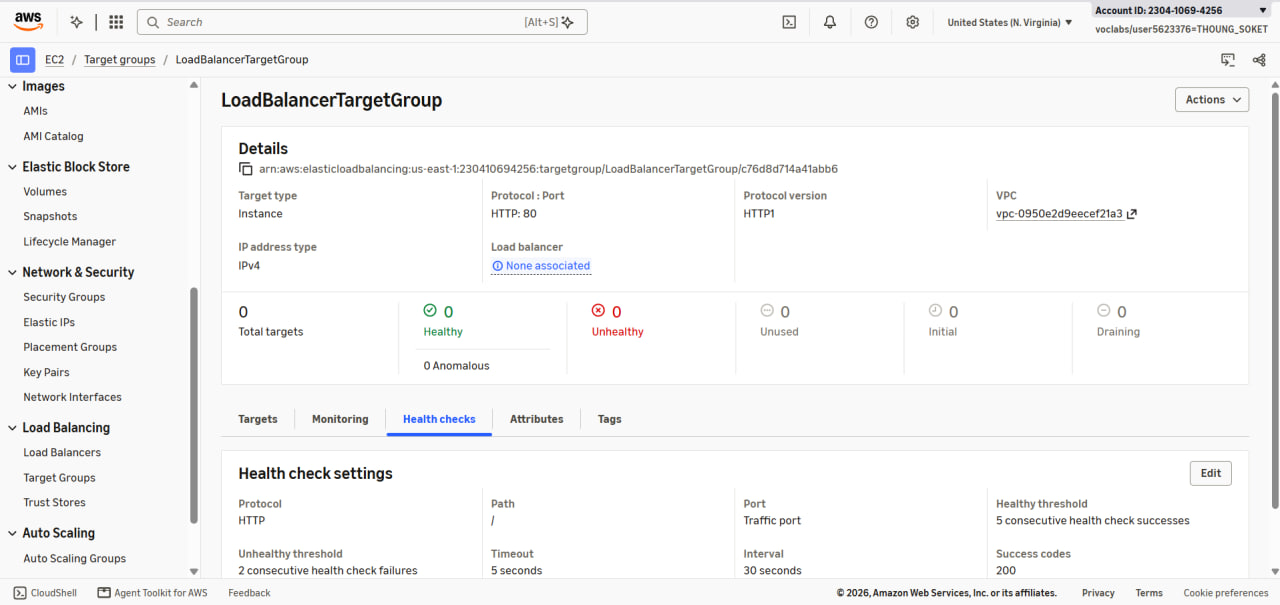 aws
Search
[Alt+S]
United States (N. Virginia)
Account ID: 2304-1069-4256
voclabs/user5623376=THOUNG_SOKET
EC2 / Target groups / LoadBalancerTargetGroup
Images
AMIs
AMI Catalog
Elastic Block Store
Volumes
Snapshots
Lifecycle Manager
Network & Security
Security Groups
Elastic IPs
Placement Groups
Key Pairs
Network Interfaces
Load Balancing
Load Balancers
Target Groups
Trust Stores
Auto Scaling
Auto Scaling Groups
LoadBalancerTargetGroup
Actions
Details
arn:aws:elasticloadbalancing:us-east-1:230410694256:targetgroup/LoadBalancerTargetGroup/c76d8d714a41abb6
Target type
Instance
Protocol : Port
HTTP: 80
Protocol version
HTTP1
VPC
vpc-0950e2d9eecef21a3
IP address type
IPv4
Load balancer
None associated
0
Total targets
0
Healthy
0 Anomalous
0
Unhealthy
0
Unused
0
Initial
0
Draining
Targets
Monitoring
Health checks
Attributes
Tags
Health check settings
Edit
Protocol
HTTP
Path
/
Port
Traffic port
Healthy threshold
5 consecutive health check successes
Unhealthy threshold
2 consecutive health check failures
Timeout
5 seconds
Interval
30 seconds
Success codes
200
CloudShell
Agent Toolkit for AWS
Feedback
© 2026, Amazon Web Services, Inc. or its affiliates.
Privacy
Terms
Cookie preferences